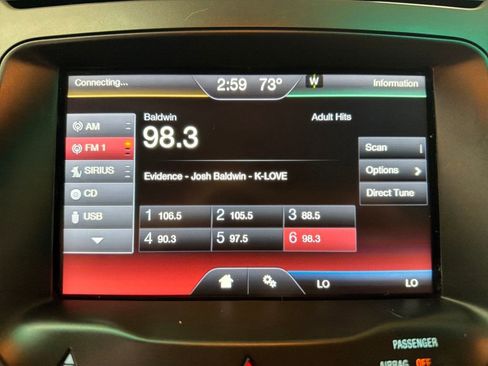 Connecting...
2:59 73°
W
Information
AM
FM 1
SIRIUS
CD
USB
Baldwin
Adult Hits
98.3
Evidence - Josh Baldwin - K-LOVE
Scan
Options
Direct Tune
1 106.5
2 105.5
3 88.5
4 90.3
5 97.5
6 98.3
LO
LO
PASSENGER
AIRBAG OFF